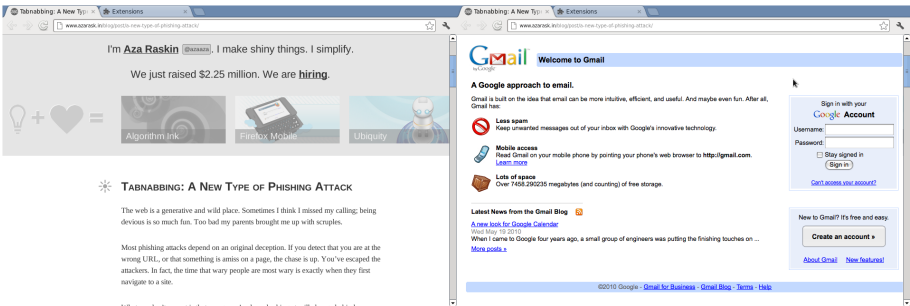 Tabnabbing: A New Typ
Extensions
www.azarask.in/blog/post/a-new-type-of-phishing-attack/
I'm Aza Raskin @azaaza. I make shiny things. I simplify.
We just raised $2.25 million. We are hiring.
Algorithm Ink
Firefox Mobile
Ubiquity
TABNABBING: A NEW TYPE OF PHISHING ATTACK
The web is a generative and wild place. Sometimes I think I missed my calling; being
devious is so much fun. Too bad my parents brought me up with scruples.
Most phishing attacks depend on an original deception. If you detect that you are at the
wrong URL, or that something is amiss on a page, the chase is up. You've escaped the
attackers. In fact, the time that wary people are most wary is exactly when they first
navigate to a site.
Tabnabbing: A New Typ
Extensions
www.azarask.in/blog/post/a-new-type-of-phishing-attack/
Gmail
by Google
Welcome to Gmail
A Google approach to email.
Gmail is built on the idea that email can be more intuitive, efficient, and useful. And maybe even fun. After all,
Gmail has:
Less spam
Keep unwanted messages out of your inbox with Google's innovative technology.
Mobile access
Read Gmail on your mobile phone by pointing your phone's web browser to http://gmail.com.
Learn more
Lots of space
Over 7458.290235 megabytes (and counting) of free storage.
Latest News from the Gmail Blog
A new look for Google Calendar
Wed May 19 2010
When I came to Google four years ago, a small group of engineers was putting the finishing touches on ...
More posts »
Sign in with your
Google Account
Username:
Password:
Stay signed in
Sign in
Can't access your account?
New to Gmail? It's free and easy.
Create an account »
About Gmail New features!
©2010 Google - Gmail for Business - Gmail Blog - Terms - Help